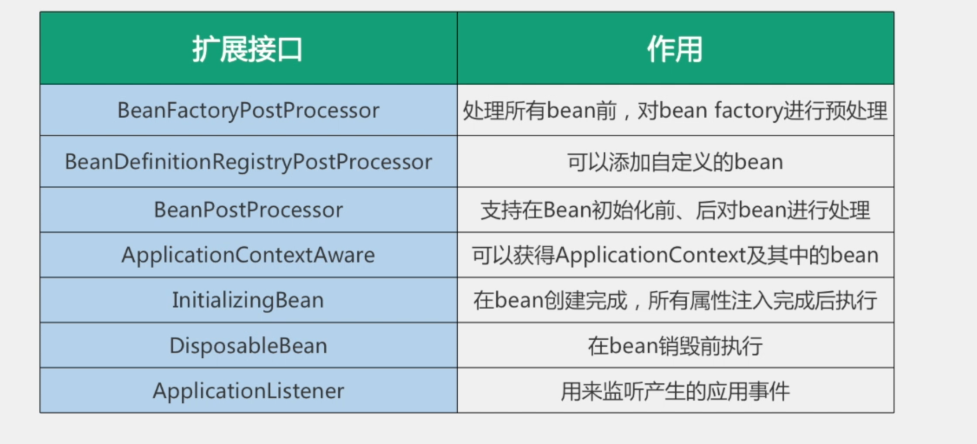 扩展接口 作用
BeanFactoryPostProcessor 处理所有bean前，对bean factory进行预处理
BeanDefinitionRegistryPostProcessor 可以添加自定义的bean
BeanPostProcessor 支持在Bean初始化前、后对bean进行处理
ApplicationContextAware 可以获得ApplicationContext及其中的bean
InitializingBean 在bean创建完成，所有属性注入完成后执行
DisposableBean 在bean销毁前执行
ApplicationListener 用来监听产生的应用事件